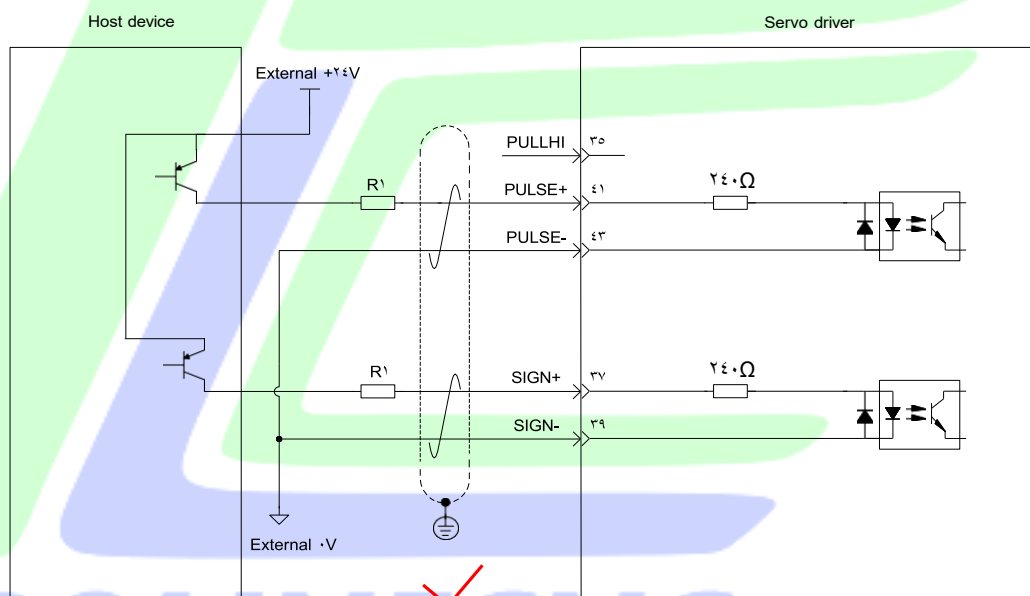 Host device
Servo driver
External +٢٤V
PULLHI ٣٥
R١ PULSE+ ٤١ ٢٤٠Ω
PULSE- ٤٣
R١ SIGN+ ٣٧ ٢٤٠Ω
SIGN- ٣٩
External ٠V